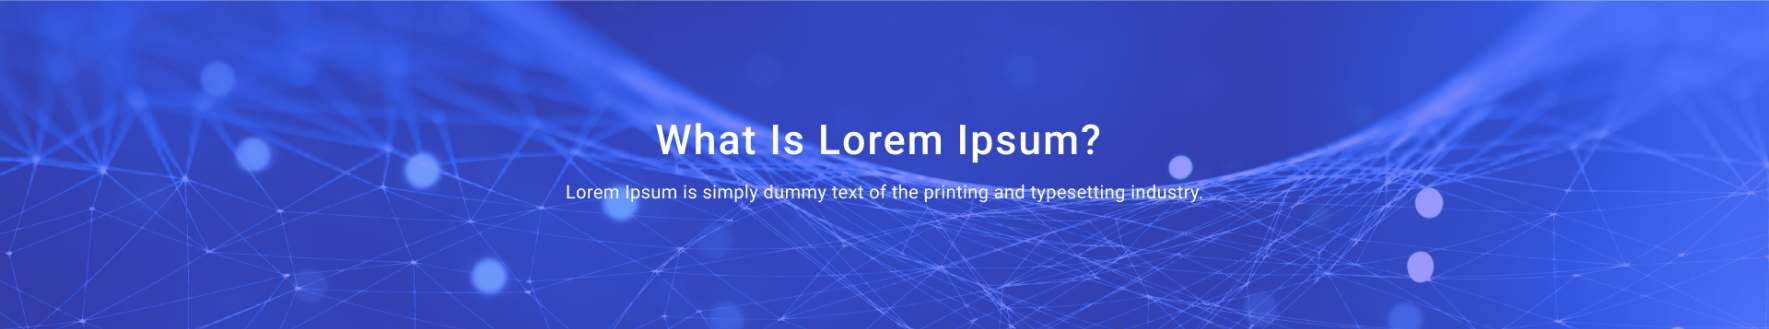 What Is Lorem Ipsum?
Lorem Ipsum is simply dummy text of the printing and typesetting industry.